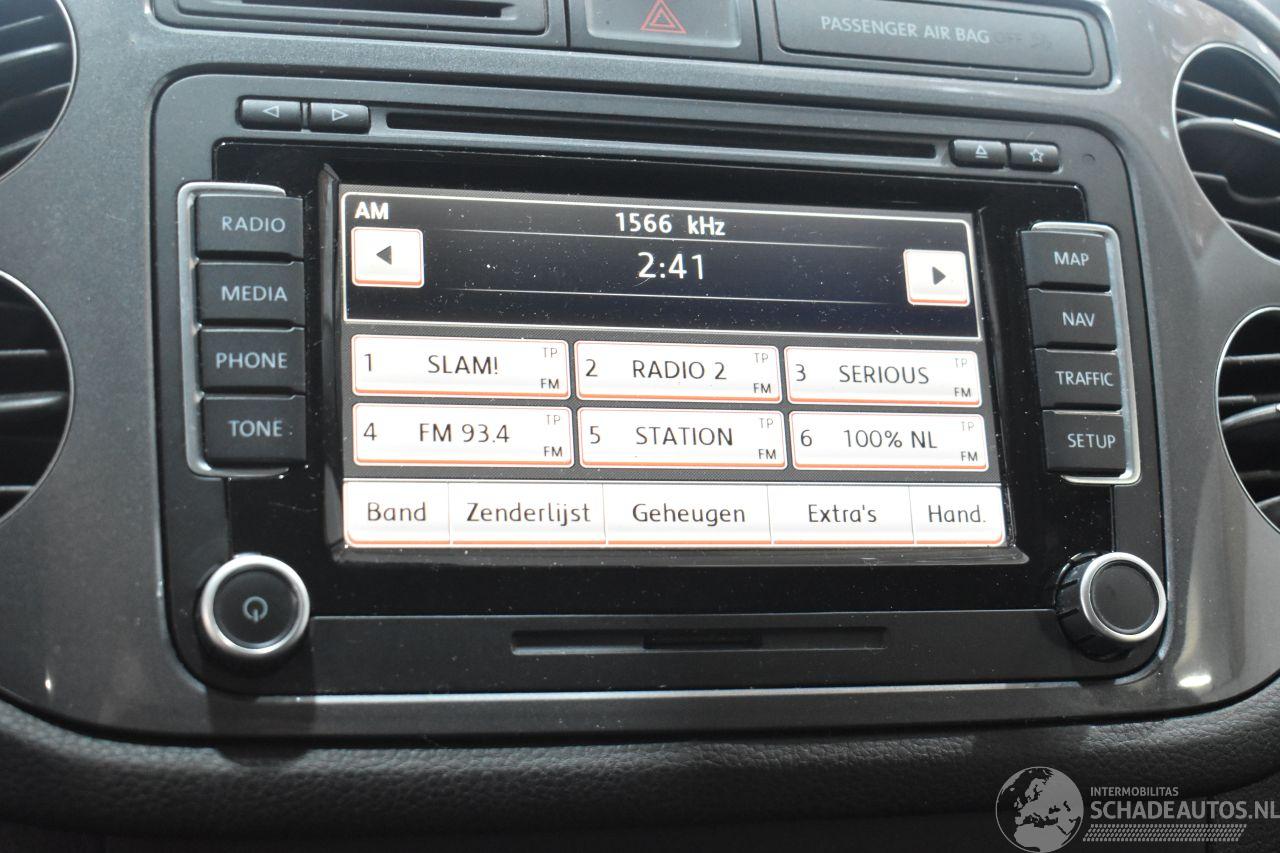 PASSENGER AIR BAG OFF
RADIO
MEDIA
PHONE
TONE
AM
1566 kHz
2:41
1 SLAM! TP FM
2 RADIO 2 TP FM
3 SERIOUS TP FM
4 FM 93.4 TP FM
5 STATION TP FM
6 100% NL TP FM
Band Zenderlijst Geheugen Extra's Hand.
MAP
NAV
TRAFFIC
SETUP
INTERMOBILITAS
SCHADEAUTOS.NL